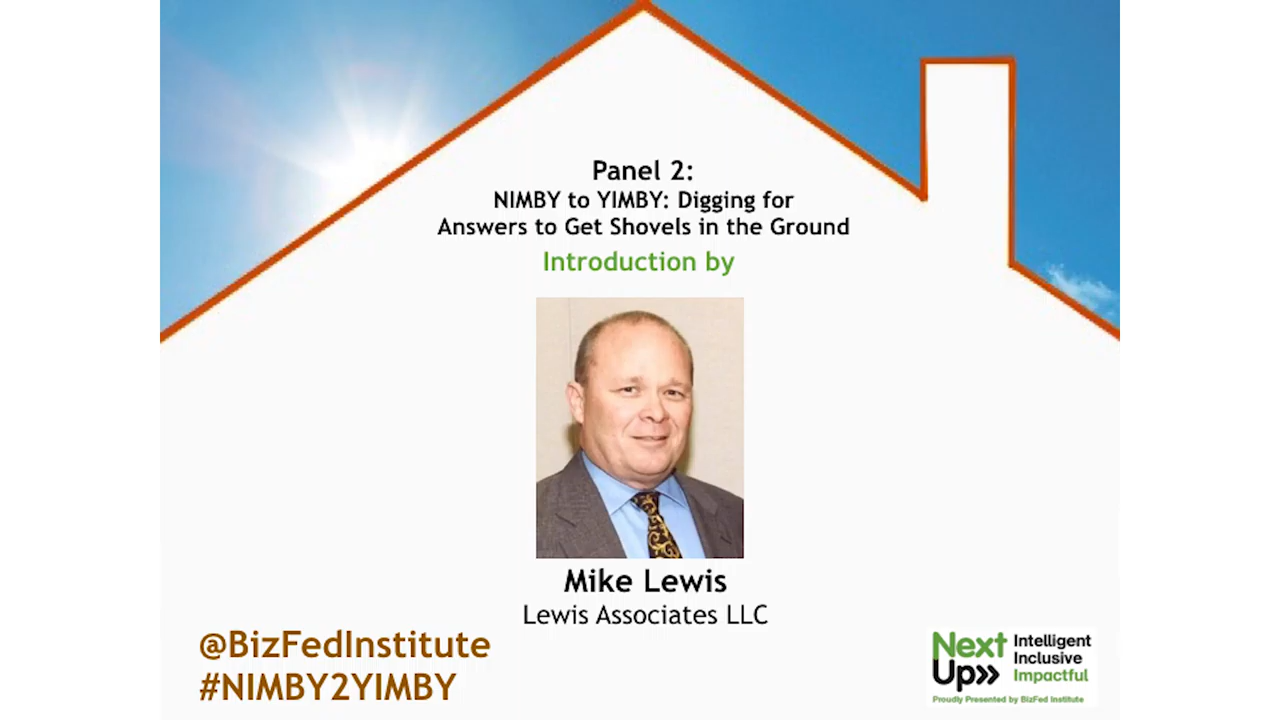 Panel 2:
NIMBY to YIMBY: Digging for
Answers to Get Shovels in the Ground
Introduction by
Mike Lewis
Lewis Associates LLC
@BizFedInstitute
#NIMBY2YIMBY
Next Up»
Intelligent
Inclusive
Impactful
Proudly Presented by BizFed Institute